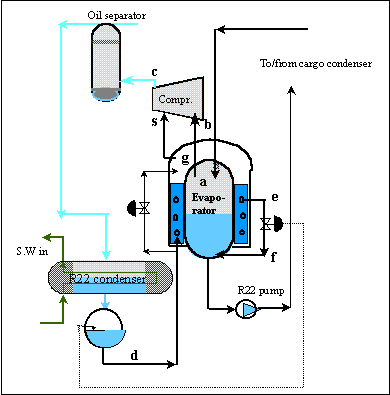 Oil separator
To/from cargo condenser
c
Compr.
s
b
g
a
Evapo-
rator
e
S.W in
f
R22 condenser
R22 pump
d